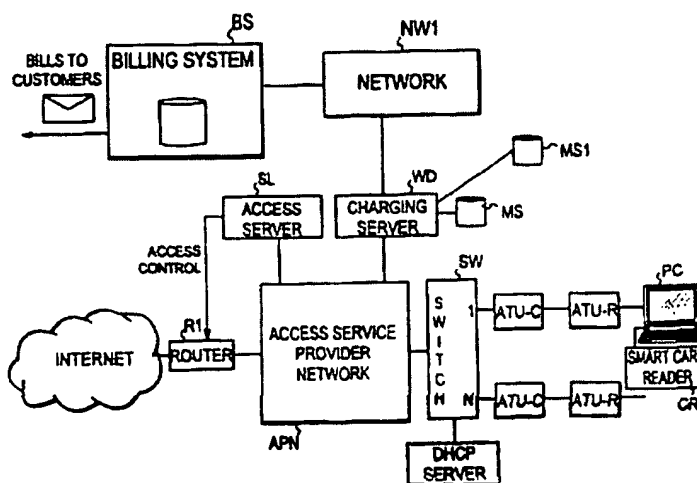 BS
BILLS TO
CUSTOMERS
BILLING SYSTEM
NW1
NETWORK
MS1
SL
ACCESS
SERVER
WD
CHARGING
SERVER
MS
ACCESS
CONTROL
SW
PC
R1
INTERNET
ROUTER
ACCESS SERVICE
PROVIDER
NETWORK
SWITCH
1
ATU-C
ATU-R
SMART CAR
READER
N
ATU-C
ATU-R
CR
APN
DHCP
SERVER